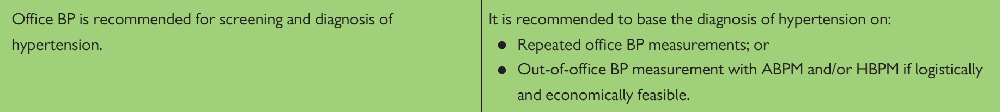 Office BP is recommended for screening and diagnosis of
hypertension.
It is recommended to base the diagnosis of hypertension on:
● Repeated office BP measurements; or
● Out-of-office BP measurement with ABPM and/or HBPM if logistically
and economically feasible.